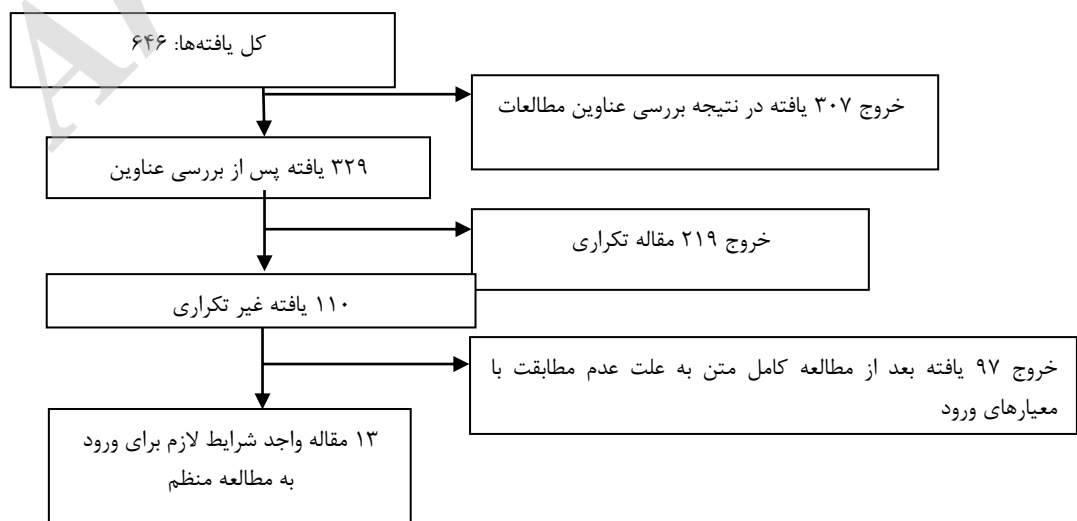 کل یافته‌ها: ۶۴۶
خروج ۳۰۷ یافته در نتیجه بررسی عناوین مطالعات
۳۲۹ یافته پس از بررسی عناوین
خروج ۲۱۹ مقاله تکراری
۱۱۰ یافته غیر تکراری
خروج ۹۷ یافته بعد از مطالعه کامل متن به علت عدم مطابقت با
معیارهای ورود
۱۳ مقاله واجد شرایط لازم برای ورود
به مطالعه منظم